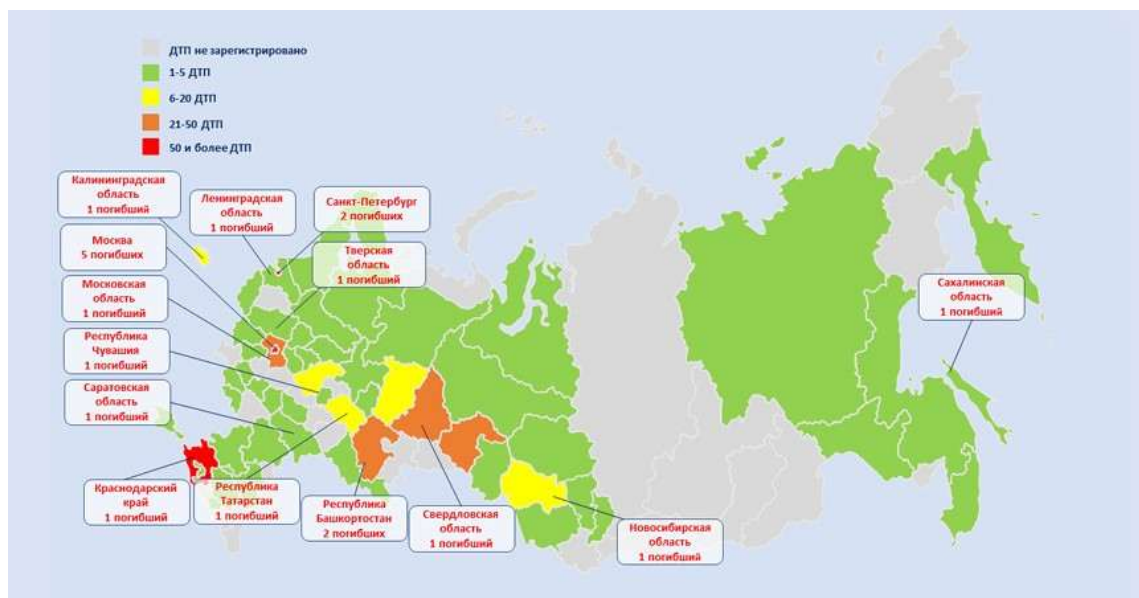 ДТП не зарегистрировано
1-5 ДТП
6-20 ДТП
21-50 ДТП
50 и более ДТП
Калининградская
область
1 погибший
Ленинградская
область
1 погибший
Санкт-Петербург
2 погибших
Москва
5 погибших
Тверская
область
1 погибший
Московская
область
1 погибший
Сахалинская
область
1 погибший
Республика
Чувашия
1 погибший
Саратовская
область
1 погибший
Краснодарский
край
1 погибший
Республика
Татарстан
1 погибший
Республика
Башкортостан
2 погибших
Свердловская
область
1 погибший
Новосибирская
область
1 погибший